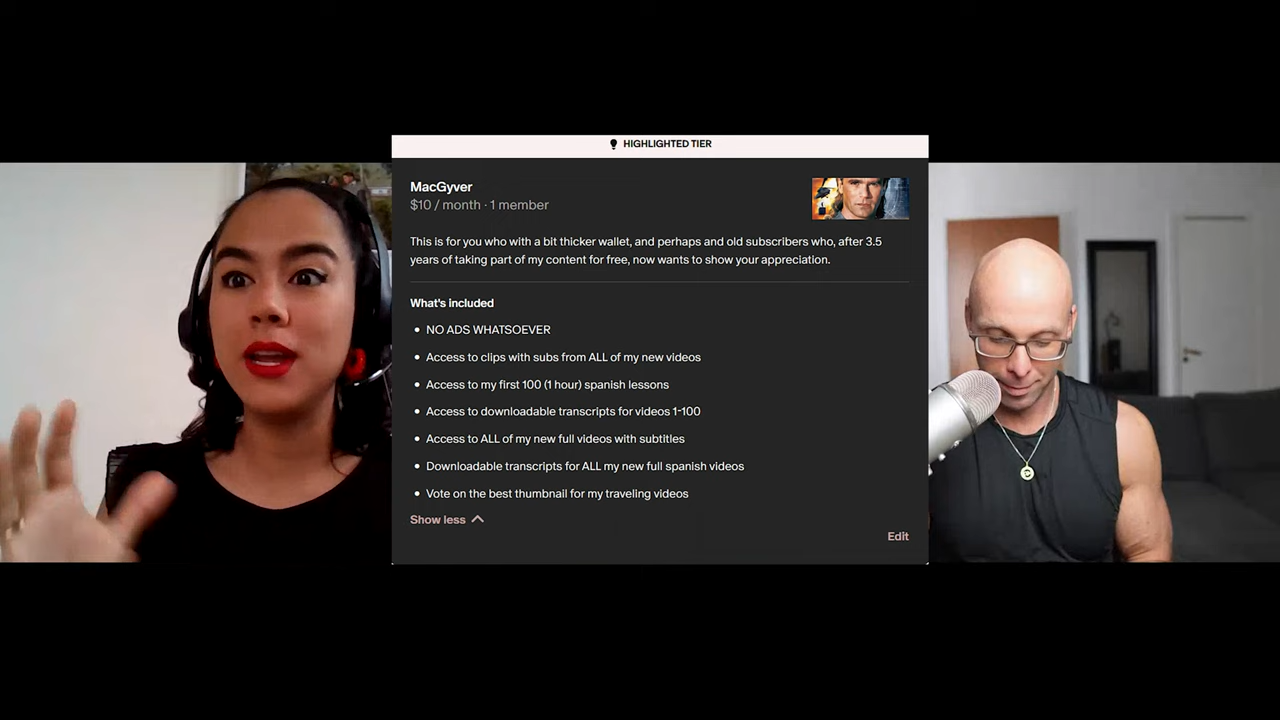 HIGHLIGHTED TIER
MacGyver
$10 / month · 1 member
This is for you who with a bit thicker wallet, and perhaps and old subscribers who, after 3.5
years of taking part of my content for free, now wants to show your appreciation.
What's included
• NO ADS WHATSOEVER
• Access to clips with subs from ALL of my new videos
• Access to my first 100 (1 hour) spanish lessons
• Access to downloadable transcripts for videos 1-100
• Access to ALL of my new full videos with subtitles
• Downloadable transcripts for ALL my new full spanish videos
• Vote on the best thumbnail for my traveling videos
Show less
Edit